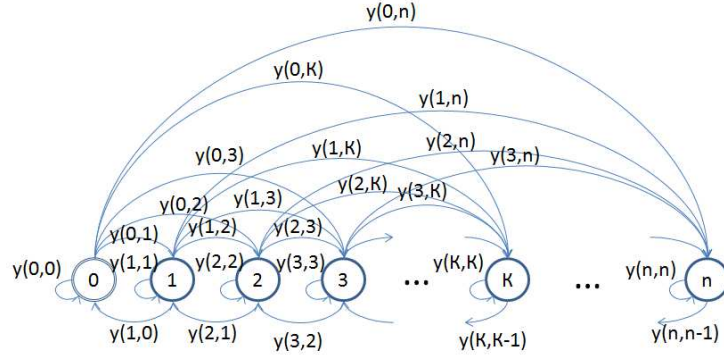 y(0,n)
y(0,K)
y(1,n)
y(0,3) y(1,K) y(2,n) y(3,n)
y(0,2) y(1,3) y(2,K) y(3,K)
y(0,1) y(1,2) y(2,3)
y(0,0) 0 y(1,1) 1 y(2,2) 2 y(3,3) 3 ... y(K,K) K ... y(n,n) n
y(1,0) y(2,1) y(3,2) y(K,K-1) y(n,n-1)